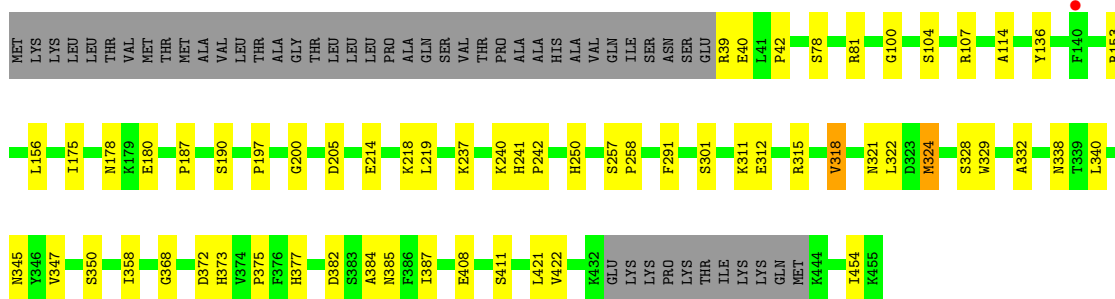 MET LYS LYS LEU LEU THR VAL MET THR MET ALA VAL LEU THR ALA GLY THR LEU LEU LEU PRO ALA GLN SER VAL THR PRO ALA ALA HIS ALA VAL GLN ILE SER ASN SER GLU R39 E40 L41 P42 S78 R81 G100 S104 R107 A114 Y136 F140 R153
L156 I175 N178 K179 E180 P187 S190 P197 G200 D205 E214 K218 L219 K237 K240 H241 P242 H250 S257 P258 F291 S301 K311 E312 R315 V318 N321 L322 D323 M324 S328 W329 A332 N338 T339 L340
N345 Y346 V347 S350 I358 G368 D372 H373 V374 P375 F376 H377 D382 S383 A384 N385 F386 I387 E408 S411 L421 V422 K432 GLU LYS LYS PRO LYS THR ILE LYS LYS GLN MET K444 I454 K455